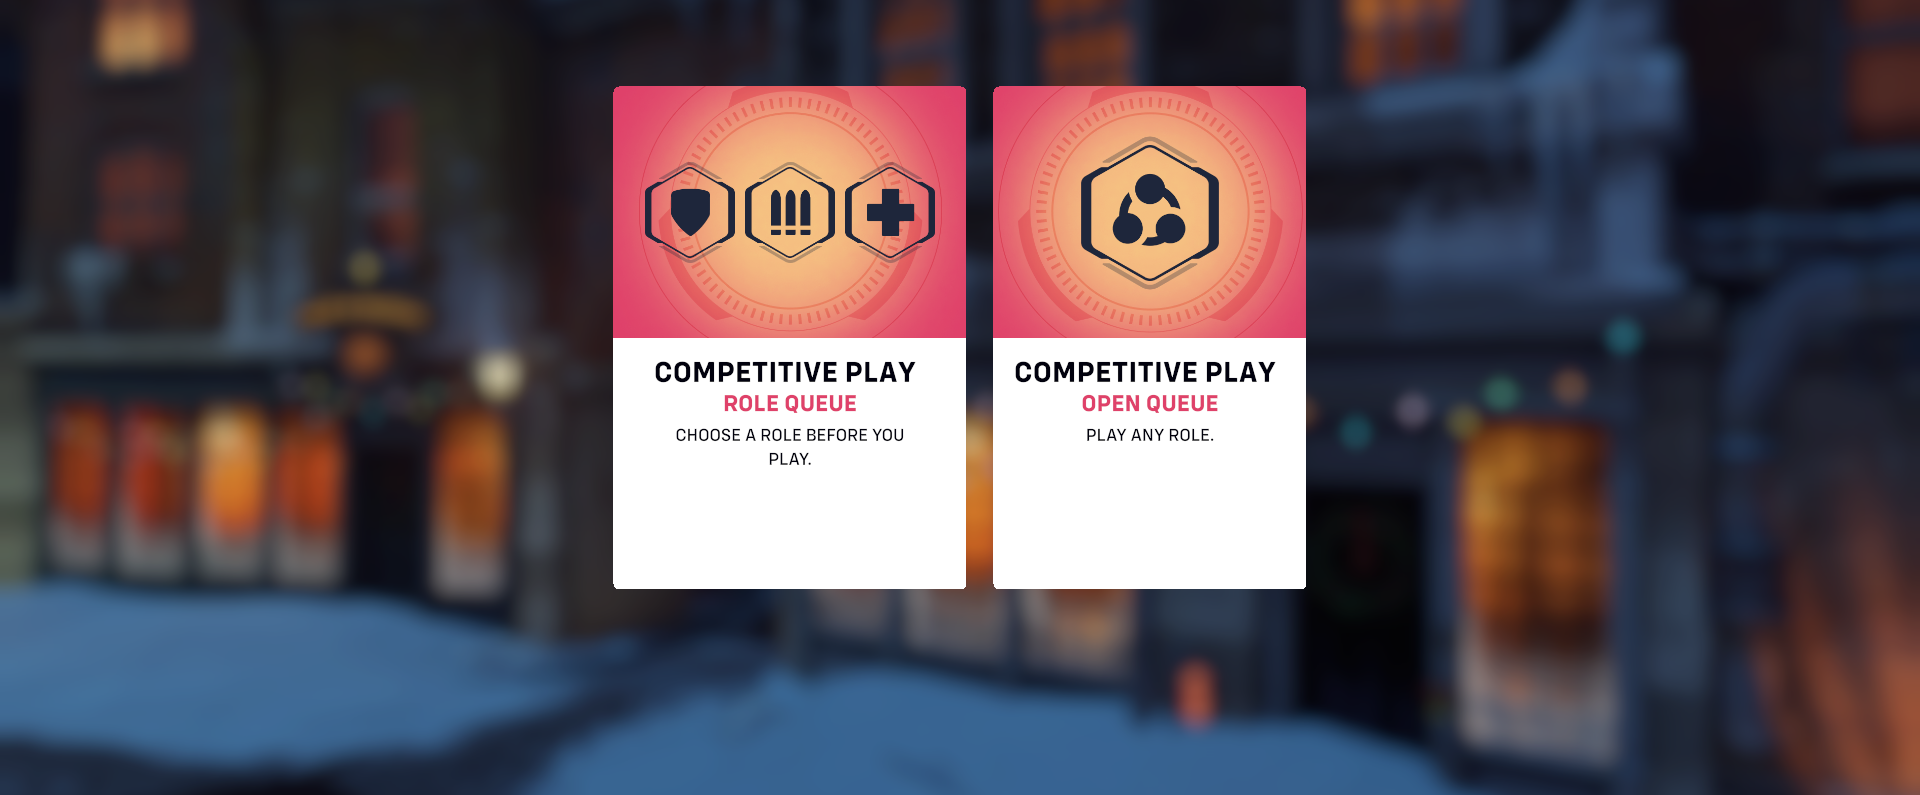 COMPETITIVE PLAY
ROLE QUEUE
CHOOSE A ROLE BEFORE YOU
PLAY.
COMPETITIVE PLAY
OPEN QUEUE
PLAY ANY ROLE.